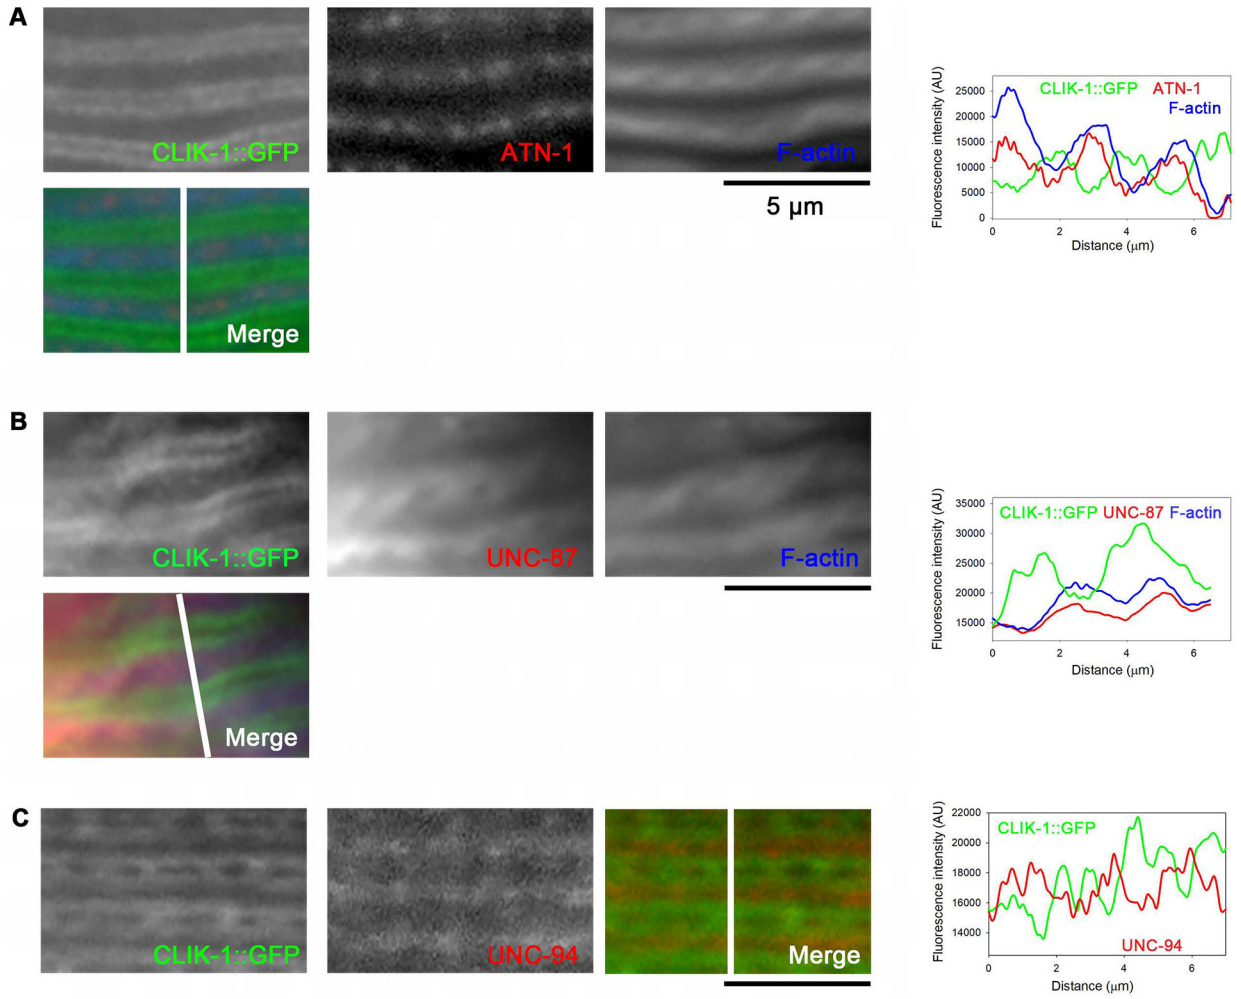 A
CLIK-1::GFP
ATN-1
F-actin
5 µm
Merge
Fluorescence intensity (AU)
25000
20000
15000
10000
5000
0
CLIK-1::GFP ATN-1
F-actin
0 2 4 6
Distance (µm)
B
CLIK-1::GFP
UNC-87
F-actin
Merge
Fluorescence intensity (AU)
35000
30000
25000
20000
15000
CLIK-1::GFP UNC-87 F-actin
0 2 4 6
Distance (µm)
C
CLIK-1::GFP
UNC-94
Merge
Fluorescence intensity (AU)
22000
20000
18000
16000
14000
CLIK-1::GFP
UNC-94
0 2 4 6
Distance (µm)